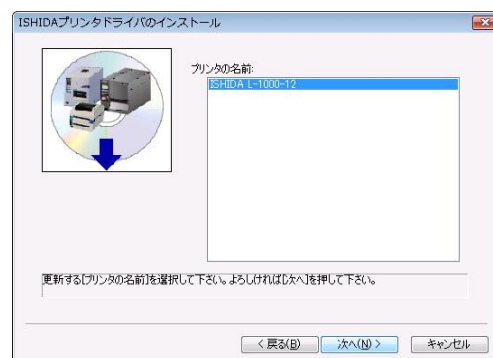 ISHIDAプリンタドライバのインストール
プリンタの名前:
ISHIDA L-1000-12
更新する[プリンタの名前]を選択して下さい。よろしければ[次へ]を押して下さい。
< 戻る(B)
次へ(N) >
キャンセル